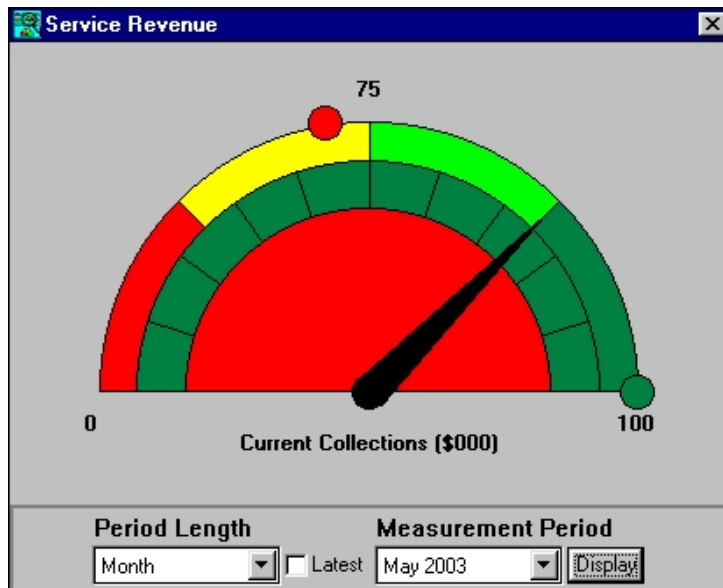 Service Revenue
75
0
100
Current Collections ($000)
Period Length
Measurement Period
Month
Latest
May 2003
Display